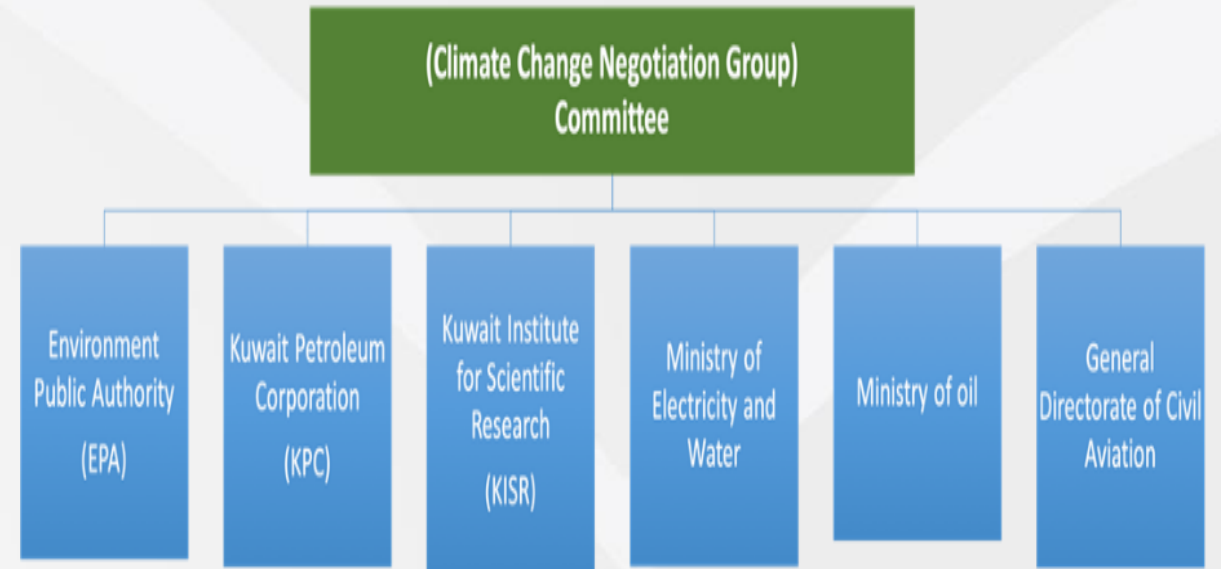 (Climate Change Negotiation Group)
Committee
Environment
Public Authority
(EPA)
Kuwait Petroleum
Corporation
(KPC)
Kuwait Institute
for Scientific
Research
(KISR)
Ministry of
Electricity and
Water
Ministry of oil
General
Directorate of Civil
Aviation